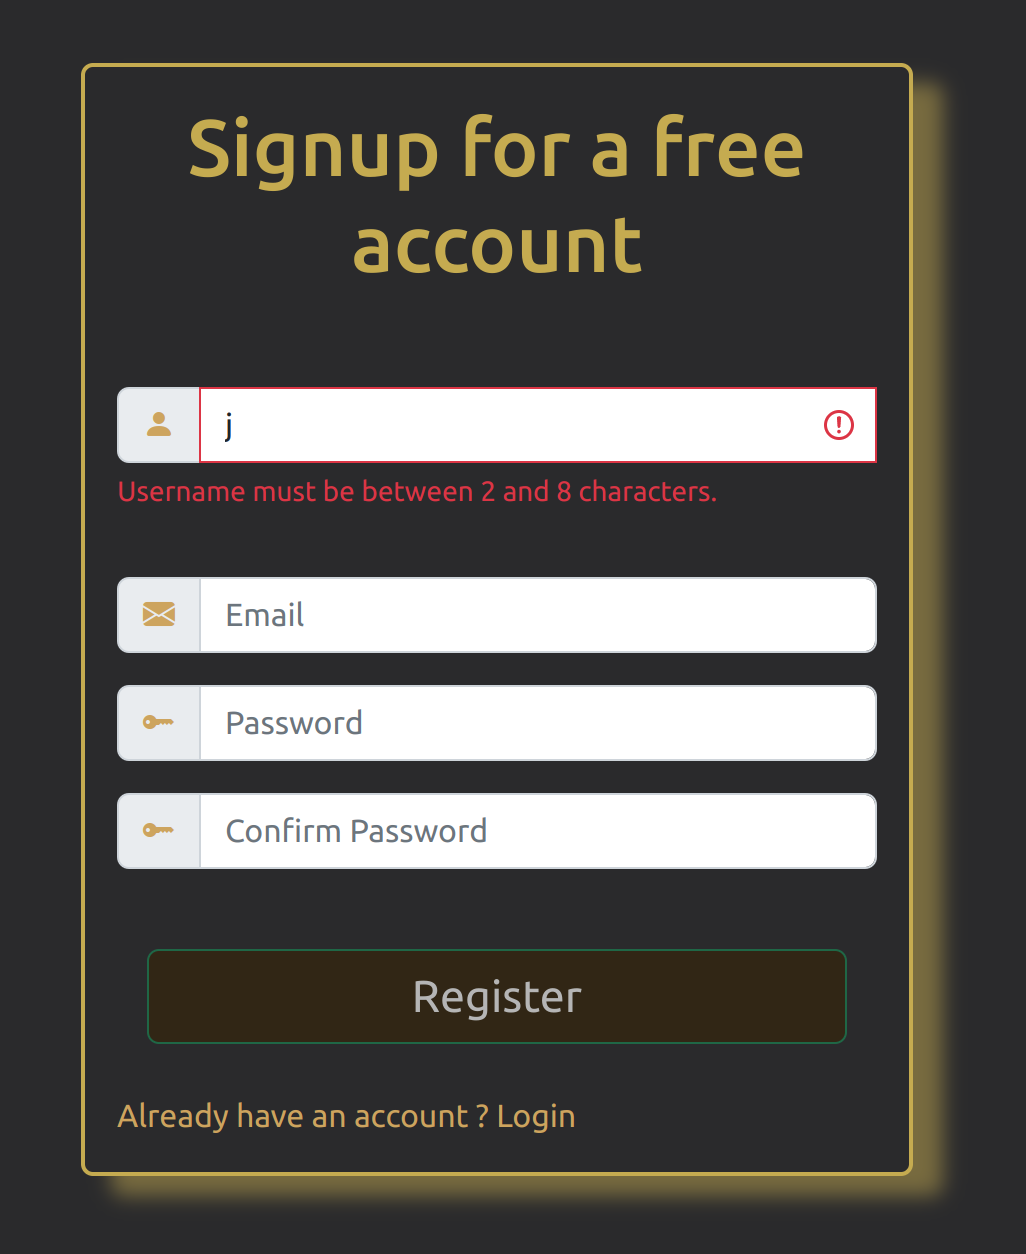 Signup for a free
account
j
Username must be between 2 and 8 characters.
Email
Password
Confirm Password
Register
Already have an account ? Login